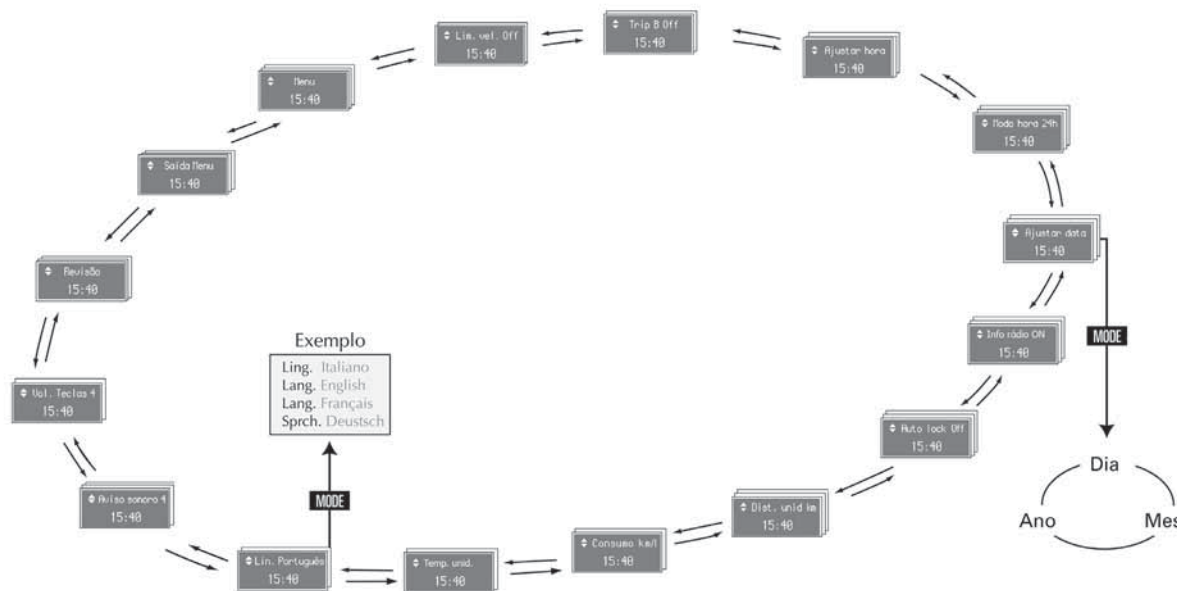 Lim. vel. Off
15:40
Trip B Off
15:40
Ajustar hora
15:40
Menu
15:40
Modo hora 24h
15:40
Saída Menu
15:40
Ajustar data
15:40
Revisão
15:40
Info rádio ON
15:40
MODE
Exemplo
Ling. Italiano
Lang. English
Lang. Français
Sprch. Deustsch
Vol. Teclas 4
15:40
Auto lock Off
15:40
Dia
Ano
Mes
MODE
Aviso sonoro 4
15:40
Dist. unid km
15:40
Consumo km/l
15:40
Lin. Português
15:40
Temp. unid.
15:40